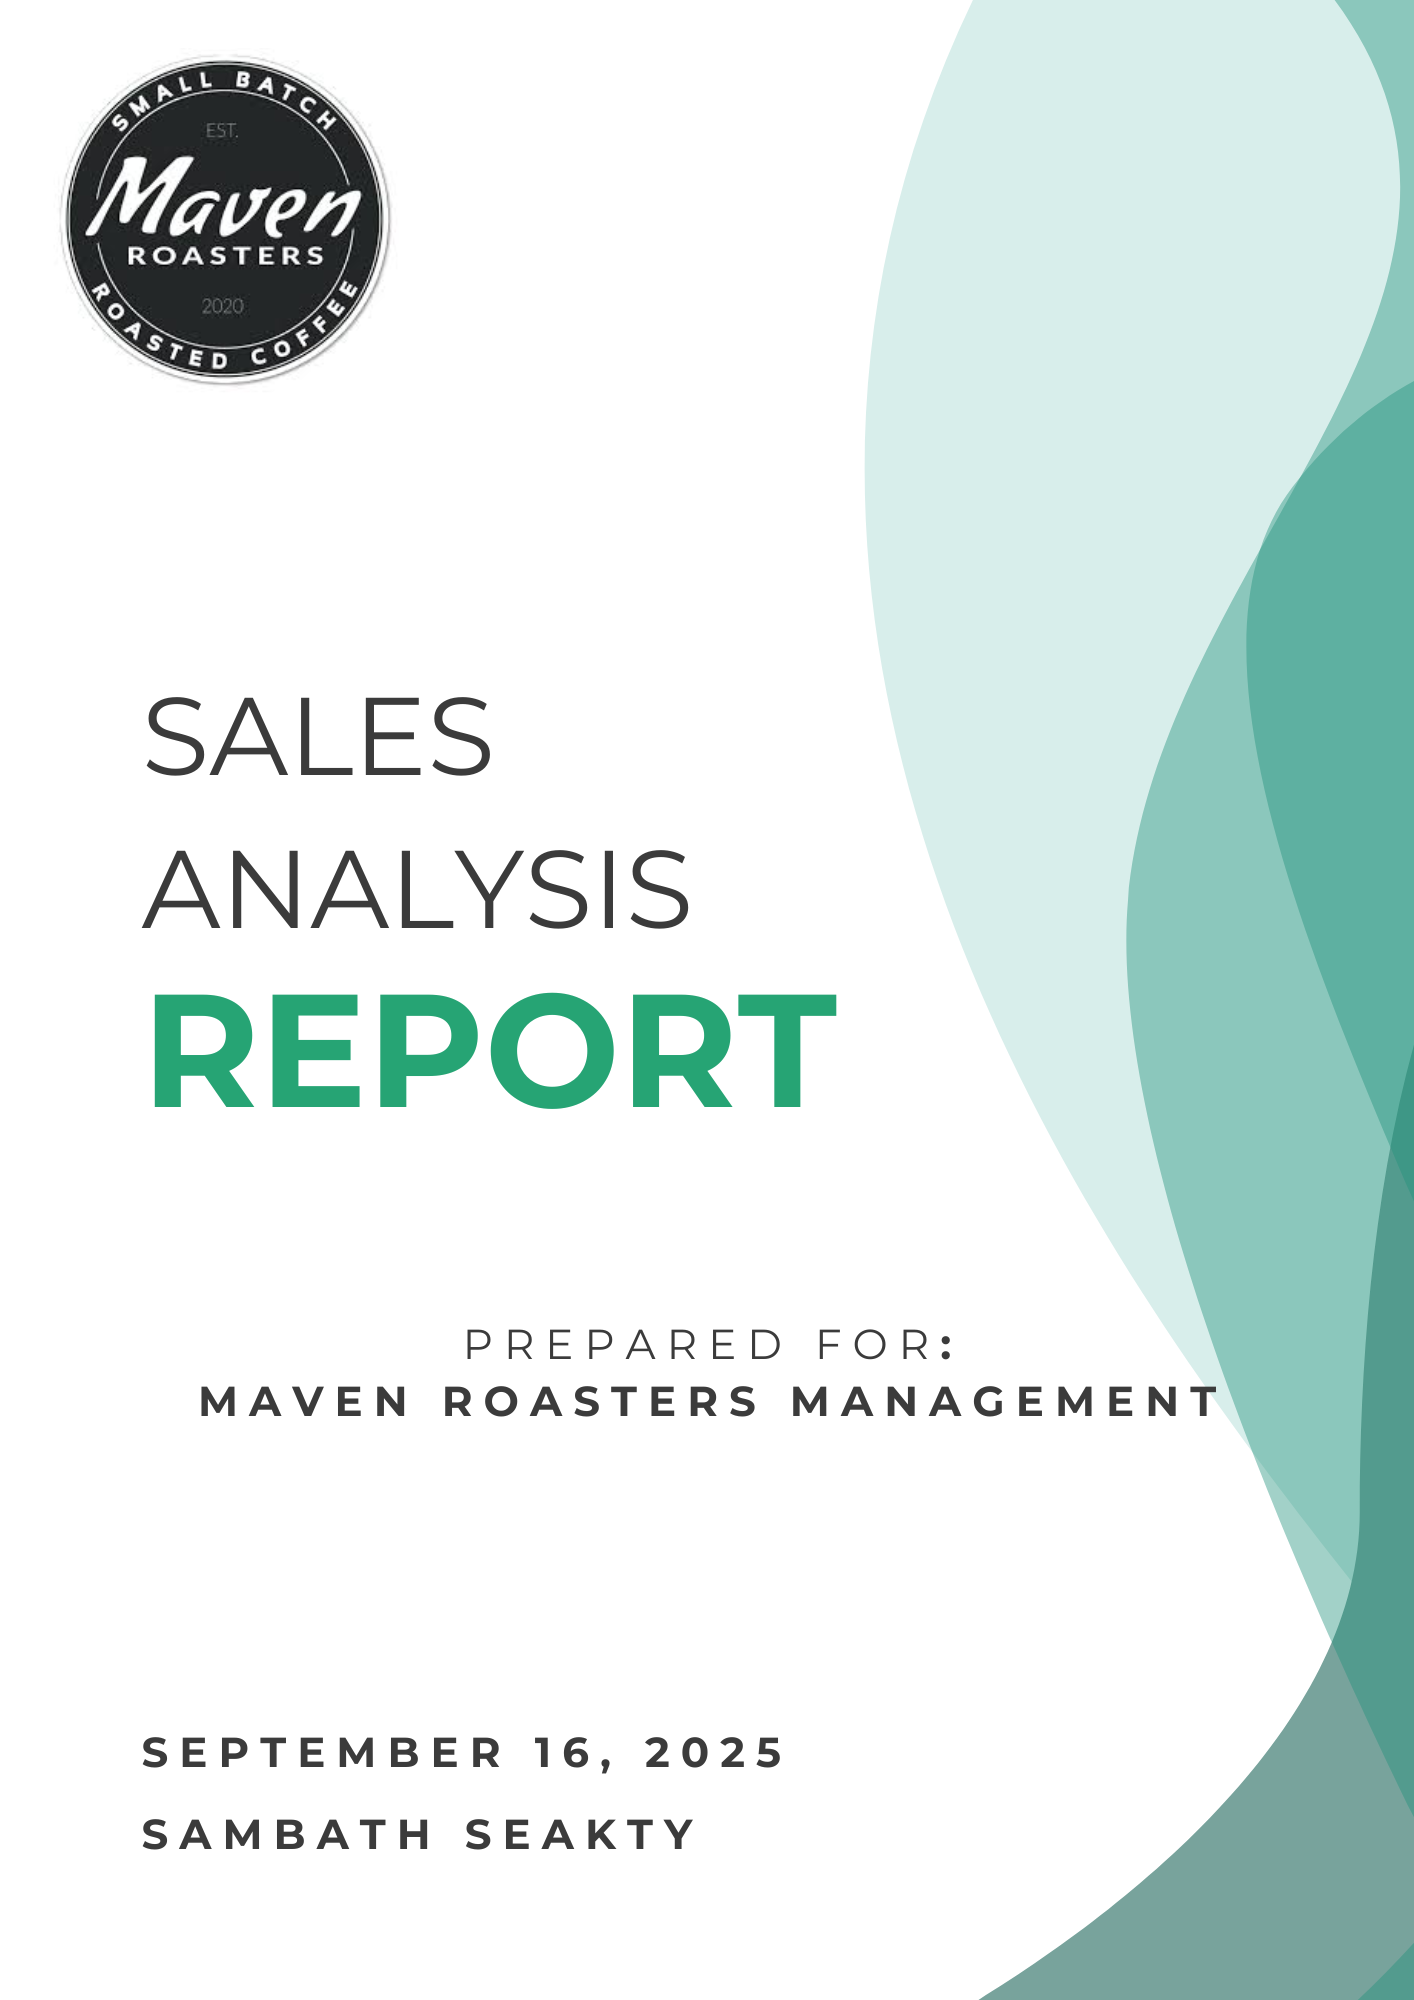 SMALL BATCH
EST.
Maven
ROASTERS
2020
ROASTED COFFEE
SALES
ANALYSIS
REPORT
PREPARED FOR:
MAVEN ROASTERS MANAGEMENT
SEPTEMBER 16, 2025
SAMBATH SEAKTY